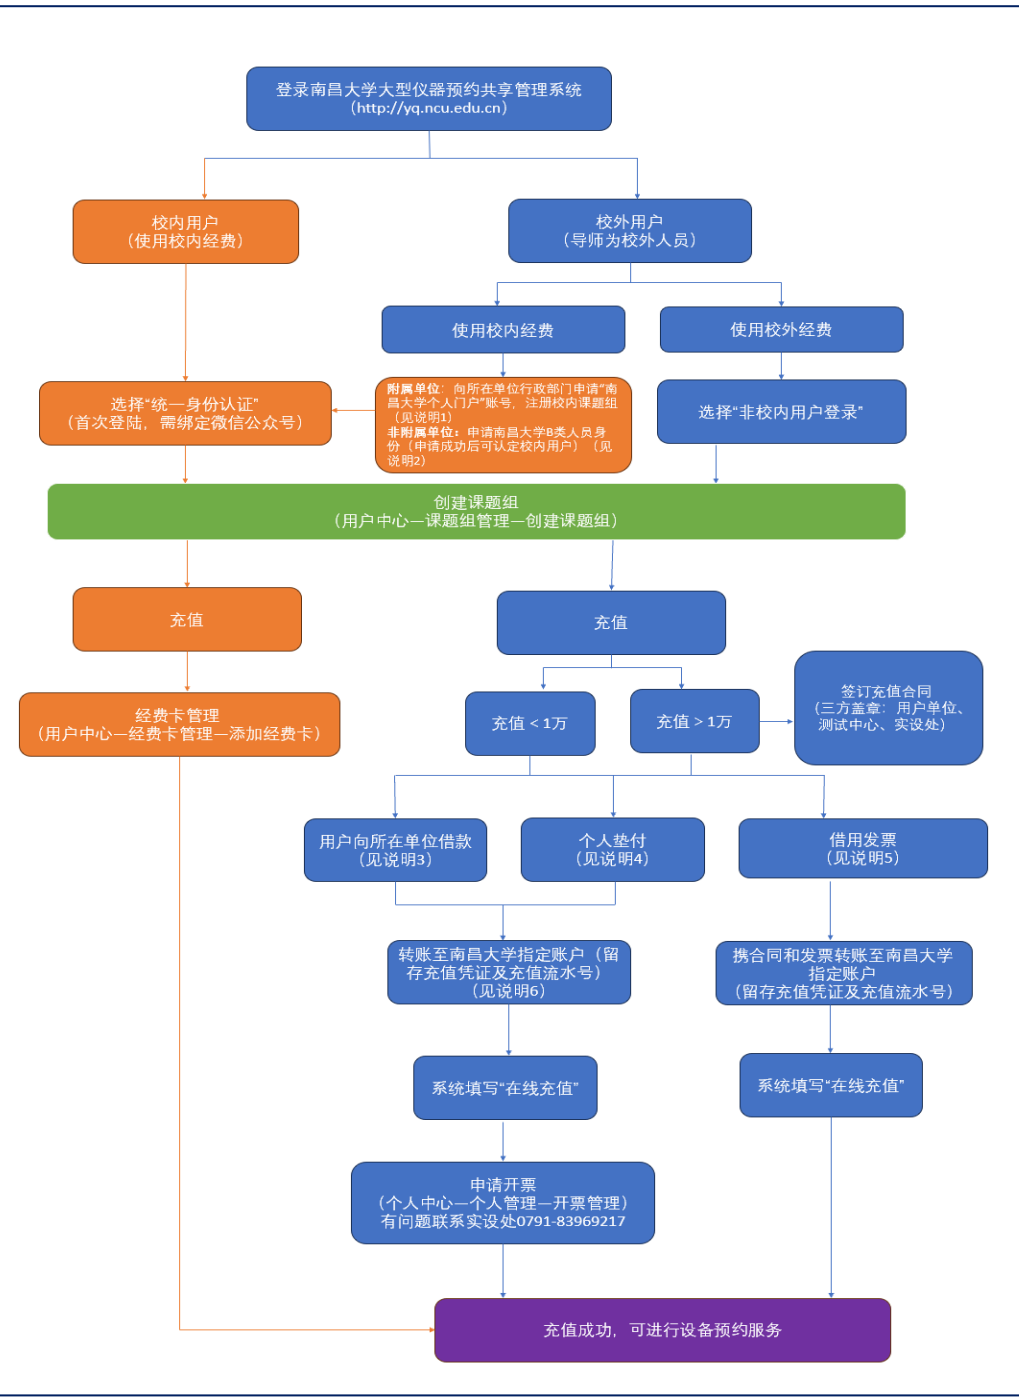 登录南昌大学大型仪器预约共享管理系统
（http://yq.ncu.edu.cn）
校内用户
（使用校内经费）
校外用户
（导师为校外人员）
使用校内经费
使用校外经费
选择“统一身份认证”
（首次登陆，需绑定微信公众号）
附属单位：向所在单位行政部门申请“南
昌大学个人门户”账号，注册校内课题组
（见说明1）
非附属单位：申请南昌大学B类人员身
份（申请成功后可认定校内用户）（见
说明2）
选择“非校内用户登录”
创建课题组
（用户中心—课题组管理—创建课题组）
充值
充值
经费卡管理
（用户中心—经费卡管理—添加经费卡）
充值 < 1万
充值 > 1万
签订充值合同
（三方盖章：用户单位、
测试中心、实设处）
用户向所在单位借款
（见说明3）
个人垫付
（见说明4）
借用发票
（见说明5）
转账至南昌大学指定账户（留
存充值凭证及充值流水号）
（见说明6）
携合同和发票转账至南昌大学
指定账户
（留存充值凭证及充值流水号）
系统填写“在线充值”
系统填写“在线充值”
申请开票
（个人中心—个人管理—开票管理）
有问题联系实设处0791-83969217
充值成功，可进行设备预约服务